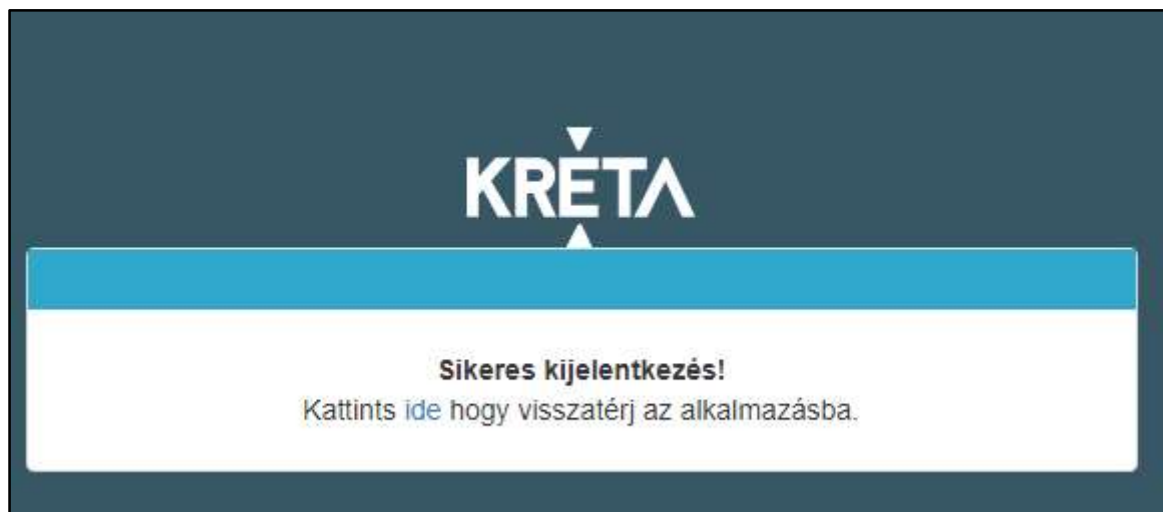 KRÉTA
Sikeres kijelentkezés!
Kattints ide hogy visszatérj az alkalmazásba.